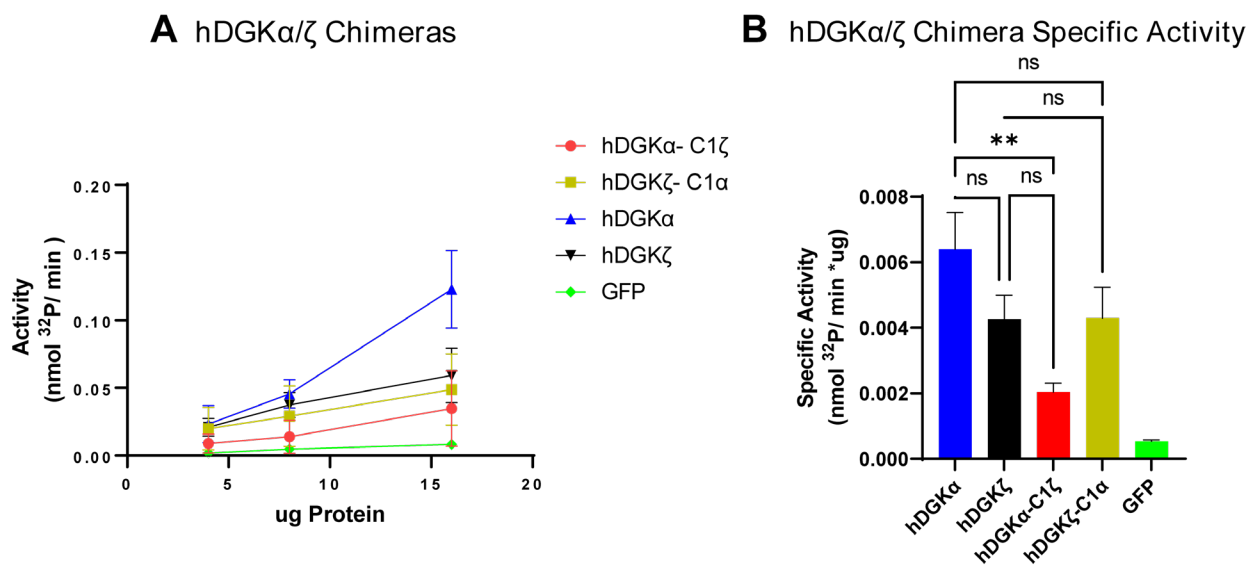 A hDGKα/ζ Chimeras
hDGKα- C1ζ
hDGKζ- C1α
hDGKα
hDGKζ
GFP
Activity
(nmol ³²P/ min )
0.20
0.15
0.10
0.05
0.00
0
5
10
15
20
ug Protein
B hDGKα/ζ Chimera Specific Activity
ns
ns
**
ns
ns
Specific Activity
(nmol ³²P/ min *ug)
0.008
0.006
0.004
0.002
0.000
hDGKα
hDGKζ
hDGKα-C1ζ
hDGKζ-C1α
GFP